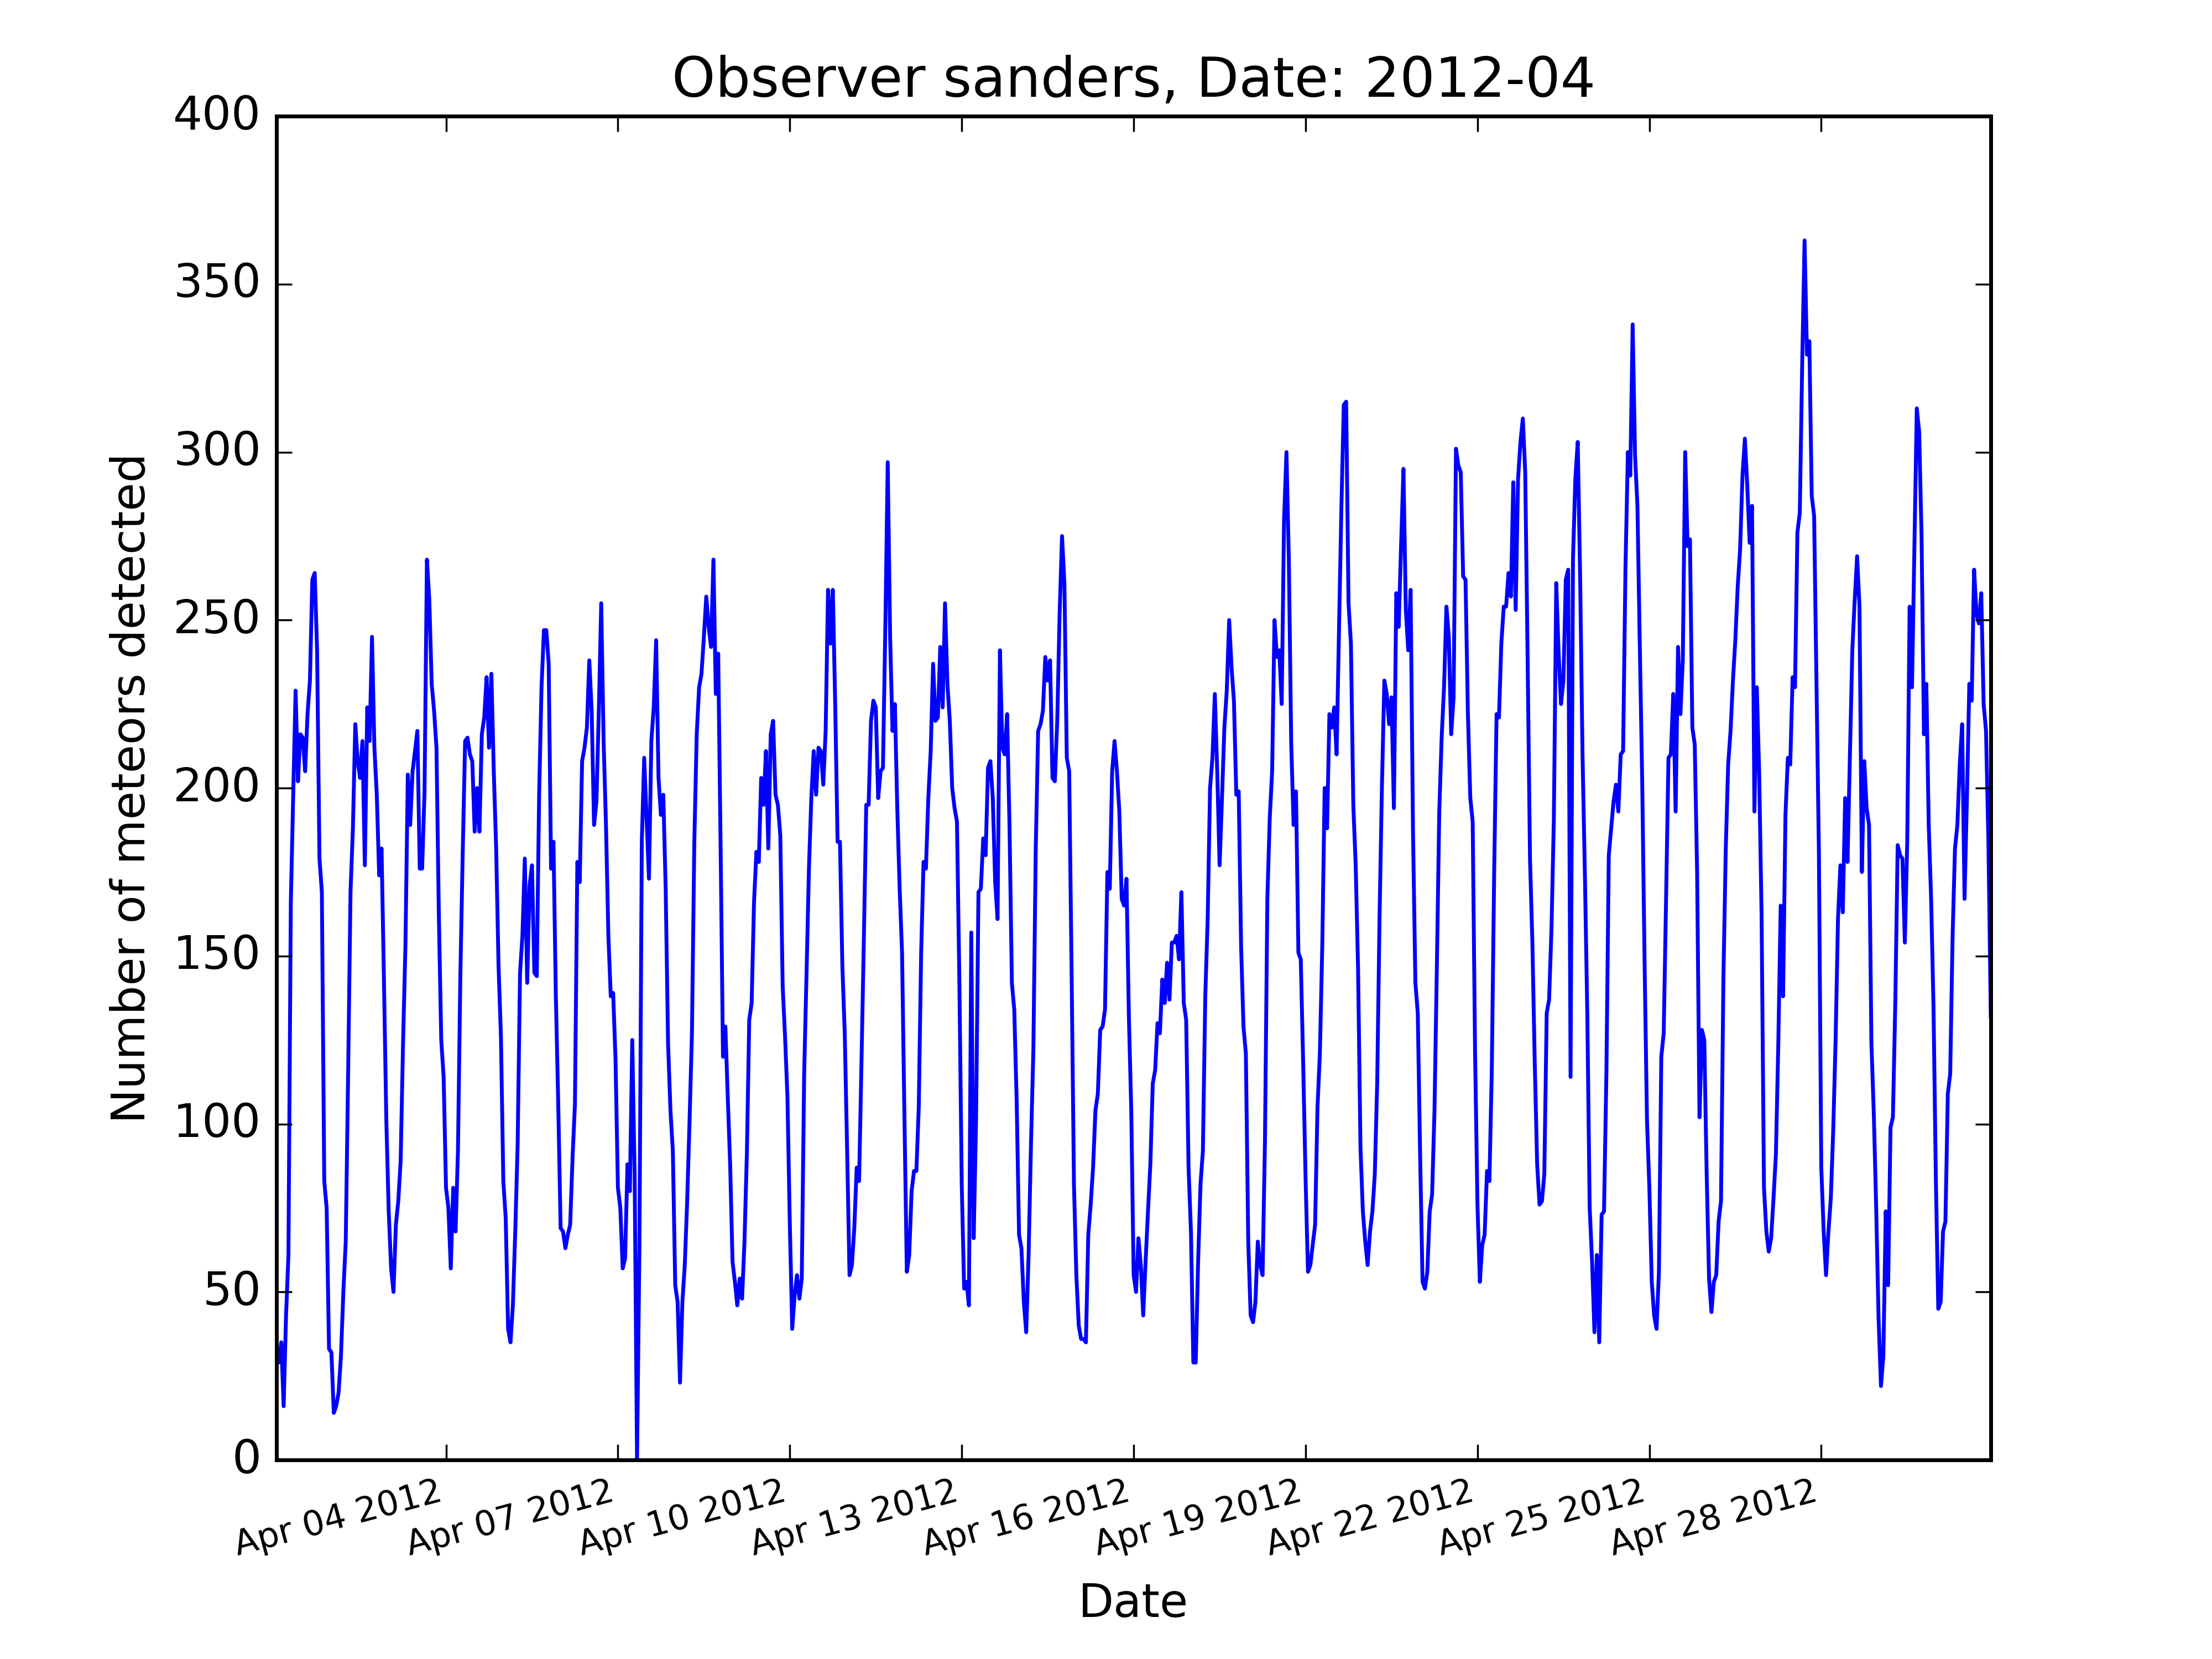 Observer sanders, Date: 2012-04
400
350
300
250
200
150
100
50
0
Number of meteors detected
Apr 04 2012
Apr 07 2012
Apr 10 2012
Apr 13 2012
Apr 16 2012
Apr 19 2012
Apr 22 2012
Apr 25 2012
Apr 28 2012
Date